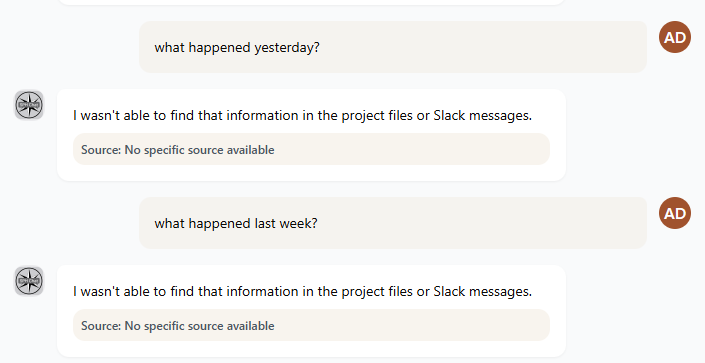 what happened yesterday?
AD
I wasn't able to find that information in the project files or Slack messages.
Source: No specific source available
what happened last week?
AD
I wasn't able to find that information in the project files or Slack messages.
Source: No specific source available